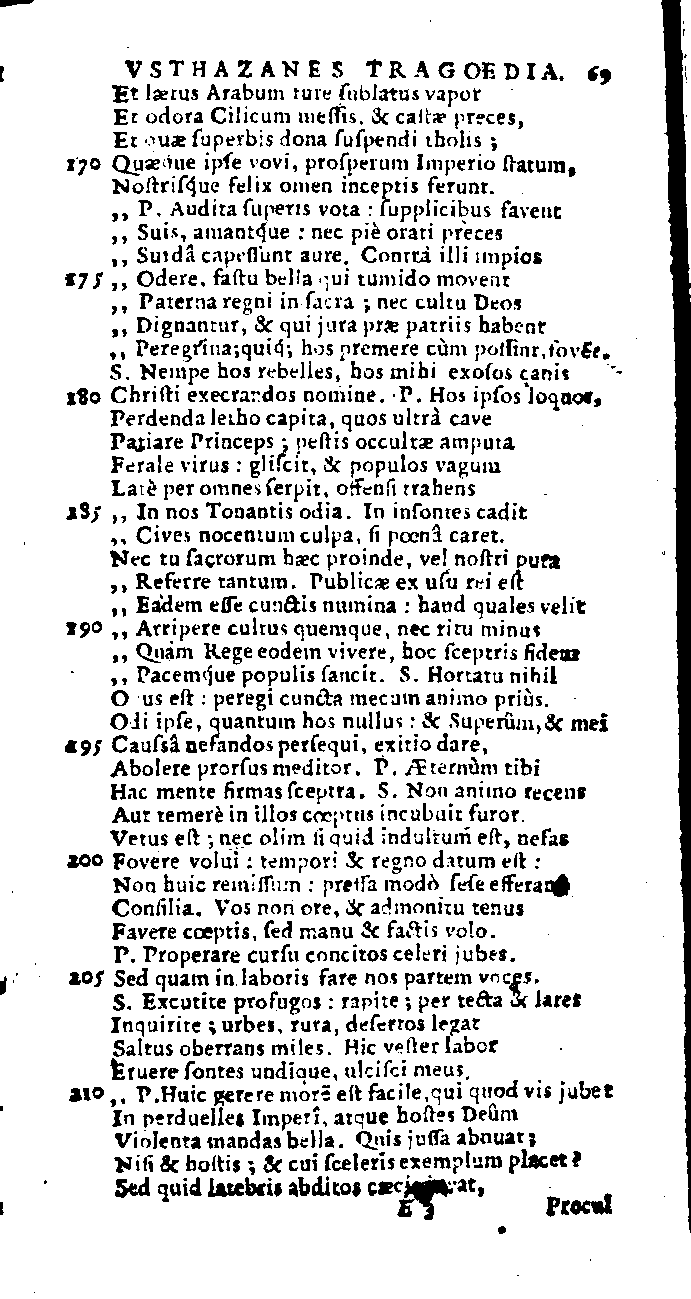 VSTHAZANES TRAGOEDIA. 69
Et lætus Arabum ture ſublatus vapor
Et odora Cilicum meſſis, & caſtæ preces,
Et quæ ſuperbis dona ſuſpendi tholis ;
170 Quæque ipſe vovi, proſperum Imperio ſtatum,
Noſtriſq́ue felix omen inceptis ferunt.
,, P. Audita ſuperis vota : ſupplicibus favent
,, Suis, amantq́ue : nec piè orati preces
,, Surdâ capeſſunt aure. Contrà illi impios
175 ,, Odere, faſtu bella qui tumido movent
,, Paterna regni in ſacra ; nec cultu Deos
,, Dignantur, & qui jura præ patriis habent
,, Peregrina; quiq́; hos premere cùm poſſint, fovẽt.
S. Nempe hos rebelles, hos mihi exoſos canis
180 Chriſti execrandos nomine. P. Hos ipſos loquor,
Perdenda letho capita, quos ultrà cave
Patiare Princeps ; peſtis occultæ amputa
Ferale virus : gliſcit, & populos vagum
Latè per omnes ſerpit, offenſi trahens
185 ,, In nos Tonantis odia. In inſontes cadit
,, Cives nocentum culpa, ſi pœnâ caret.
Nec tu ſacrorum hæc proinde, vel noſtri puta
,, Referre tantum. Publicæ ex uſu rei eſt
,, Eadem eſſe cunctis numina : haud quales velit
190 ,, Arripere cultus quemque, nec ritu minus
,, Quàm Rege eodem vivere, hoc ſceptris fidem
,, Pacemq́ue populis ſancit. S. Hortatu nihil
O us eſt : peregi cuncta mecum animo priùs.
Odi ipſe, quantum hos nullus : & Superûm, & mei
195 Cauſsâ nefandos perſequi, exitio dare,
Abolere prorſus meditor. P. Æternùm tibi
Hac mente firmas ſceptra. S. Non animo recens
Aut temerè in illos cœptus incubuit furor.
Vetus eſt ; nec olim ſi quid indultum eſt, nefas
200 Fovere volui : tempori & regno datum eſt :
Non huic remiſſum : preſſa modò ſeſe efferant
Conſilia. Vos non ore, & admonitu tenus
Favere cœptis, ſed manu & factis volo.
P. Properare curſu concitos celeri jubes.
205 Sed quam in laboris fare nos partem voces.
S. Excutite profugos : rapite ; per tecta & lares
Inquirite ; urbes, rura, deſertos legat
Saltus oberrans miles. Hic veſter labor
Eruere ſontes undique, ulciſci meus.
210 ,, P. Huic gerere morẽ eſt facile, qui quod vis jubet
In perduelles Imperî, atque hoſtes Deûm
Violenta mandas bella. Quis juſſa abnuat ;
Niſi & hoſtis ; & cui ſceleris exemplum placet ?
Sed quid latebris abditos
E 3 Procul